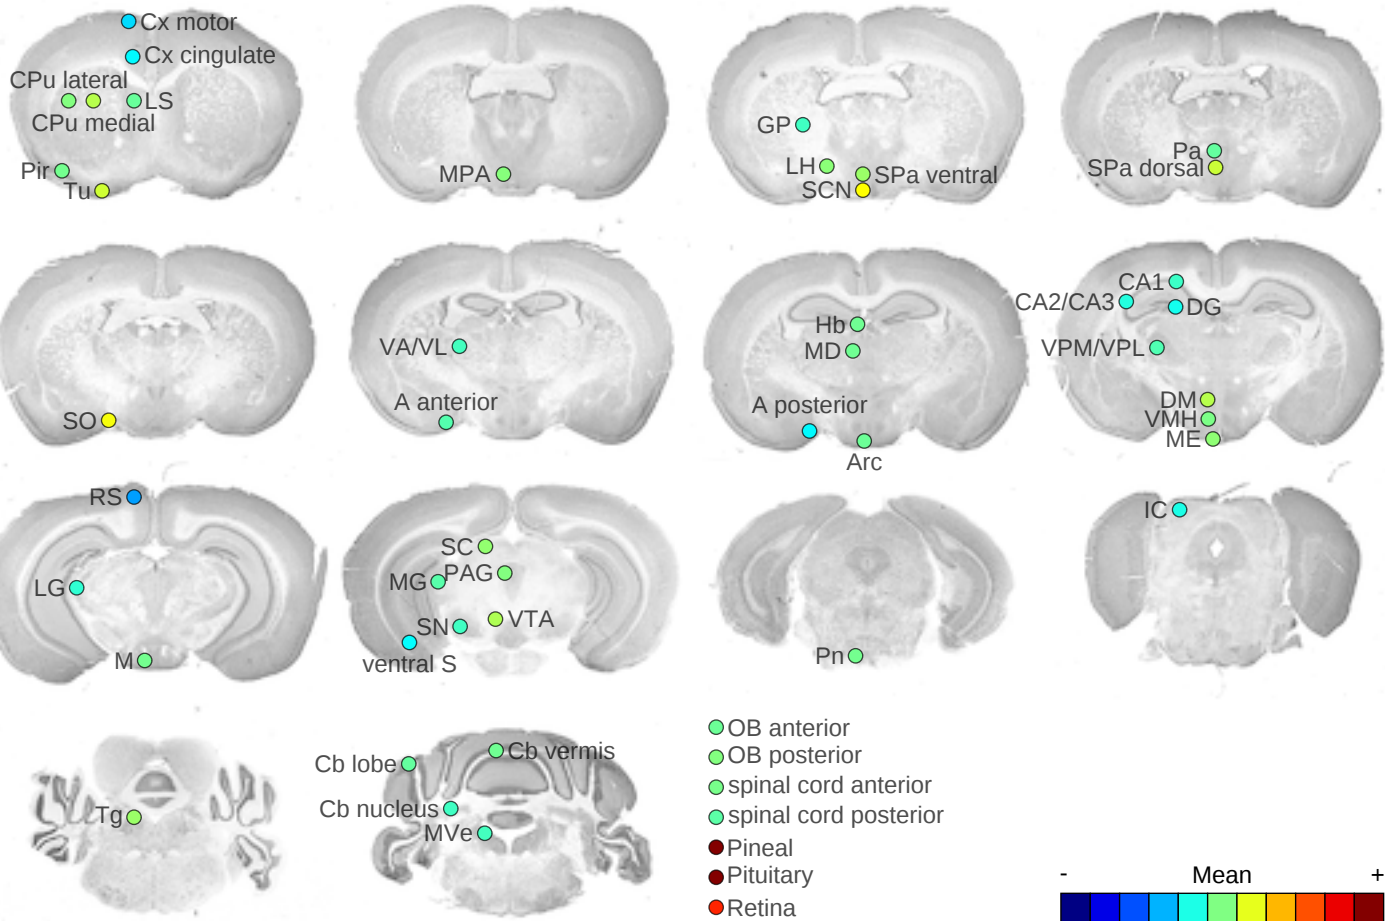 Cx motor
Cx cingulate
CPu lateral
LS
CPu medial
Pir
Tu
MPA
GP
LH
SPa ventral
SCN
Pa
SPa dorsal
SO
VA/VL
A anterior
Hb
MD
A posterior
Arc
CA1
CA2/CA3
DG
VPM/VPL
DM
VMH
ME
RS
LG
M
SC
PAG
MG
VTA
SN
ventral S
Pn
IC
Tg
Cb vermis
Cb lobe
Cb nucleus
MVe
OB anterior
OB posterior
spinal cord anterior
spinal cord posterior
Pineal
Pituitary
Retina
- Mean +